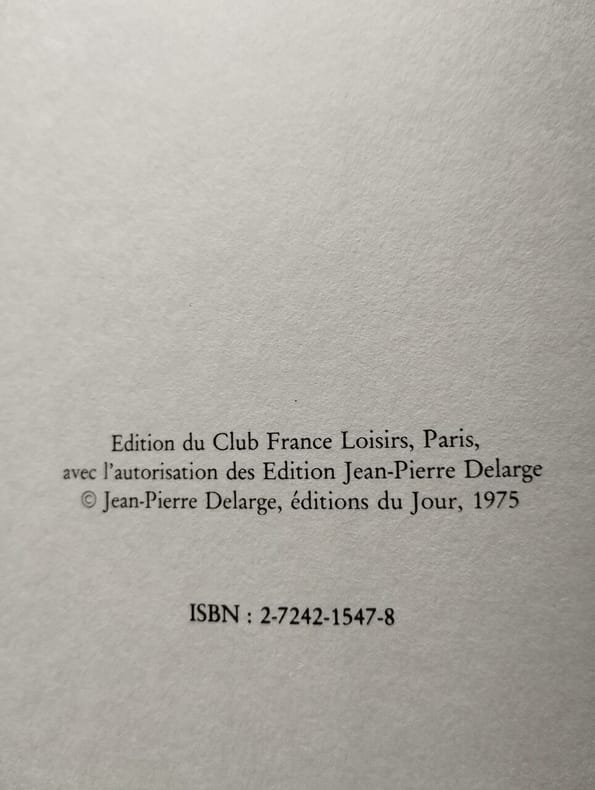 Edition du Club France Loisirs, Paris,
avec l'autorisation des Edition Jean-Pierre Delarge
© Jean-Pierre Delarge, éditions du Jour, 1975
ISBN : 2-7242-1547-8